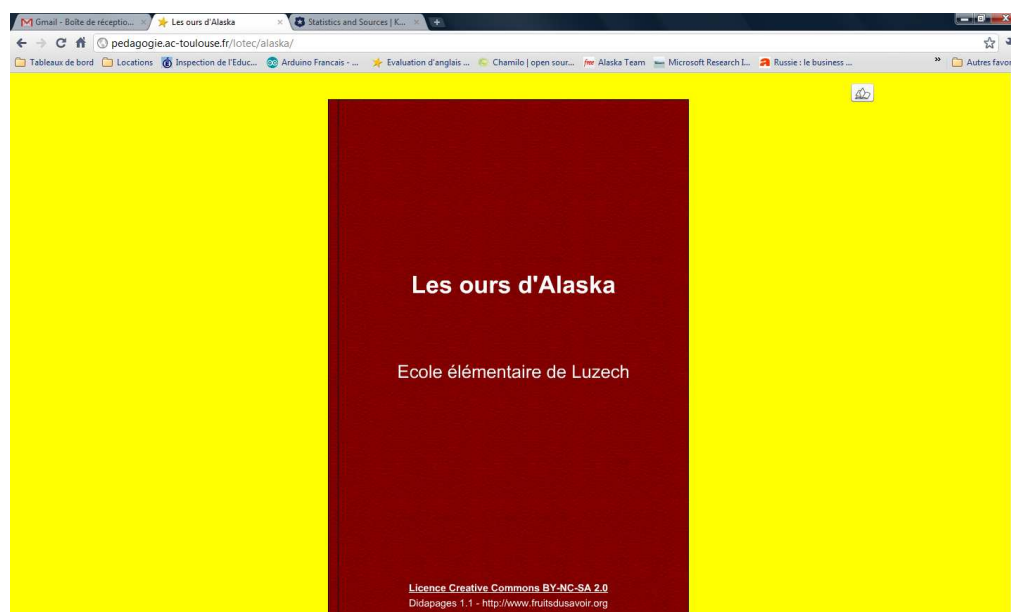 Gmail - Boîte de réceptio...
Les ours d'Alaska
Statistics and Sources | K...
pedagogie.ac-toulouse.fr/lotec/alaska/
Tableaux de bord
Locations
Inspection de l'Educ...
Arduino Francais - ...
Evaluation d'anglais ...
Chamilo | open sour...
Alaska Team
Microsoft Research I...
Russie : le business ...
»
Autres favor
Les ours d'Alaska
Ecole élémentaire de Luzech
Licence Creative Commons BY-NC-SA 2.0
Didapages 1.1 - http://www.fruitsdusavoir.org